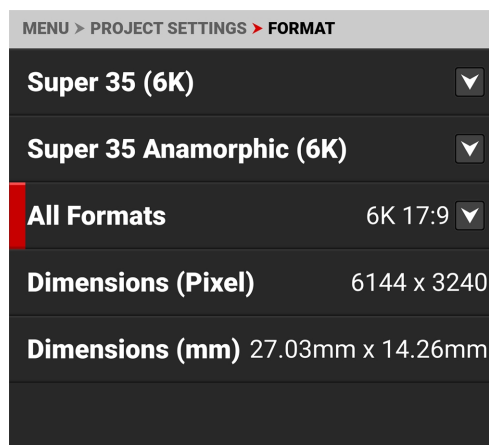 MENU > PROJECT SETTINGS > FORMAT
Super 35 (6K)
Super 35 Anamorphic (6K)
All Formats 6K 17:9
Dimensions (Pixel) 6144 x 3240
Dimensions (mm) 27.03mm x 14.26mm